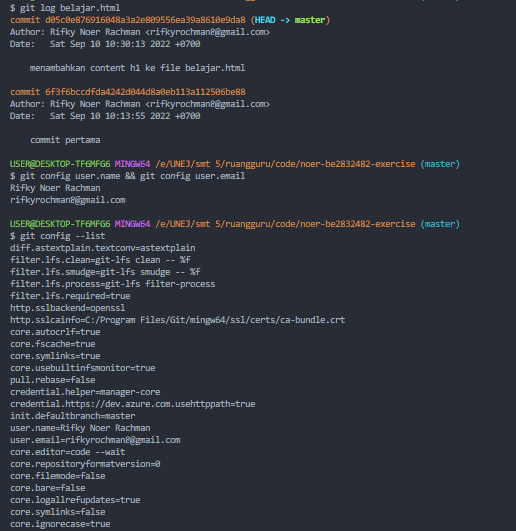 $ git log belajar.html
commit d05c0e876916048a3a2e809556ea39a8610e9da8 (HEAD -> master)
Author: Rifky Noer Rachman <rifkyrochman8@gmail.com>
Date:   Sat Sep 10 10:30:13 2022 +0700
menambahkan content h1 ke file belajar.html
commit 6f3f6bccdfda4242d044d8a0eb113a112506be88
Author: Rifky Noer Rachman <rifkyrochman8@gmail.com>
Date:   Sat Sep 10 10:13:55 2022 +0700
commit pertama
USER@DESKTOP-TF6MFG6 MINGW64 /e/UNEJ/smt 5/ruangguru/code/noer-be2832482-exercise (master)
$ git config user.name && git config user.email
Rifky Noer Rachman
rifkyrochman8@gmail.com
USER@DESKTOP-TF6MFG6 MINGW64 /e/UNEJ/smt 5/ruangguru/code/noer-be2832482-exercise (master)
$ git config --list
diff.astextplain.textconv=astextplain
filter.lfs.clean=git-lfs clean -- %f
filter.lfs.smudge=git-lfs smudge -- %f
filter.lfs.process=git-lfs filter-process
filter.lfs.required=true
http.sslbackend=openssl
http.sslcainfo=C:/Program Files/Git/mingw64/ssl/certs/ca-bundle.crt
core.autocrlf=true
core.fscache=true
core.symlinks=true
core.usebuiltinfsmonitor=true
pull.rebase=false
credential.helper=manager-core
credential.https://dev.azure.com.usehttppath=true
init.defaultbranch=master
user.name=Rifky Noer Rachman
user.email=rifkyrochman8@gmail.com
core.editor=code --wait
core.repositoryformatversion=0
core.filemode=false
core.bare=false
core.logallrefupdates=true
core.symlinks=false
core.ignorecase=true